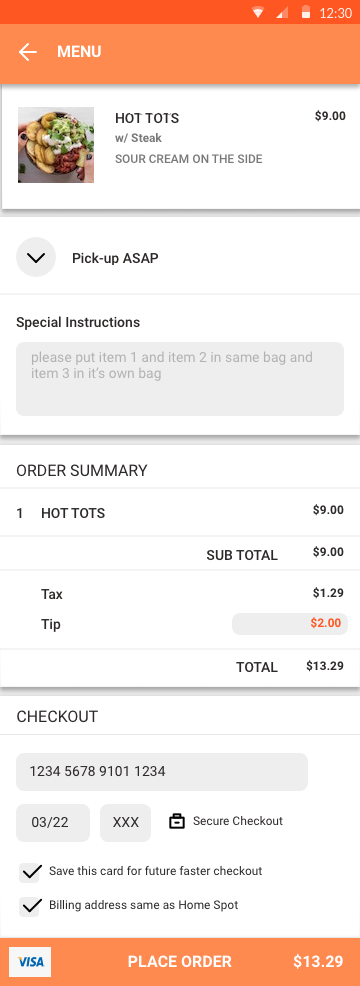 12:30
MENU
HOT TOTS $9.00
w/ Steak
SOUR CREAM ON THE SIDE
Pick-up ASAP
Special Instructions
please put item 1 and item 2 in same bag and
item 3 in it's own bag
ORDER SUMMARY
1 HOT TOTS $9.00
SUB TOTAL $9.00
Tax $1.29
Tip $2.00
TOTAL $13.29
CHECKOUT
1234 5678 9101 1234
03/22 XXX Secure Checkout
Save this card for future faster checkout
Billing address same as Home Spot
VISA PLACE ORDER $13.29